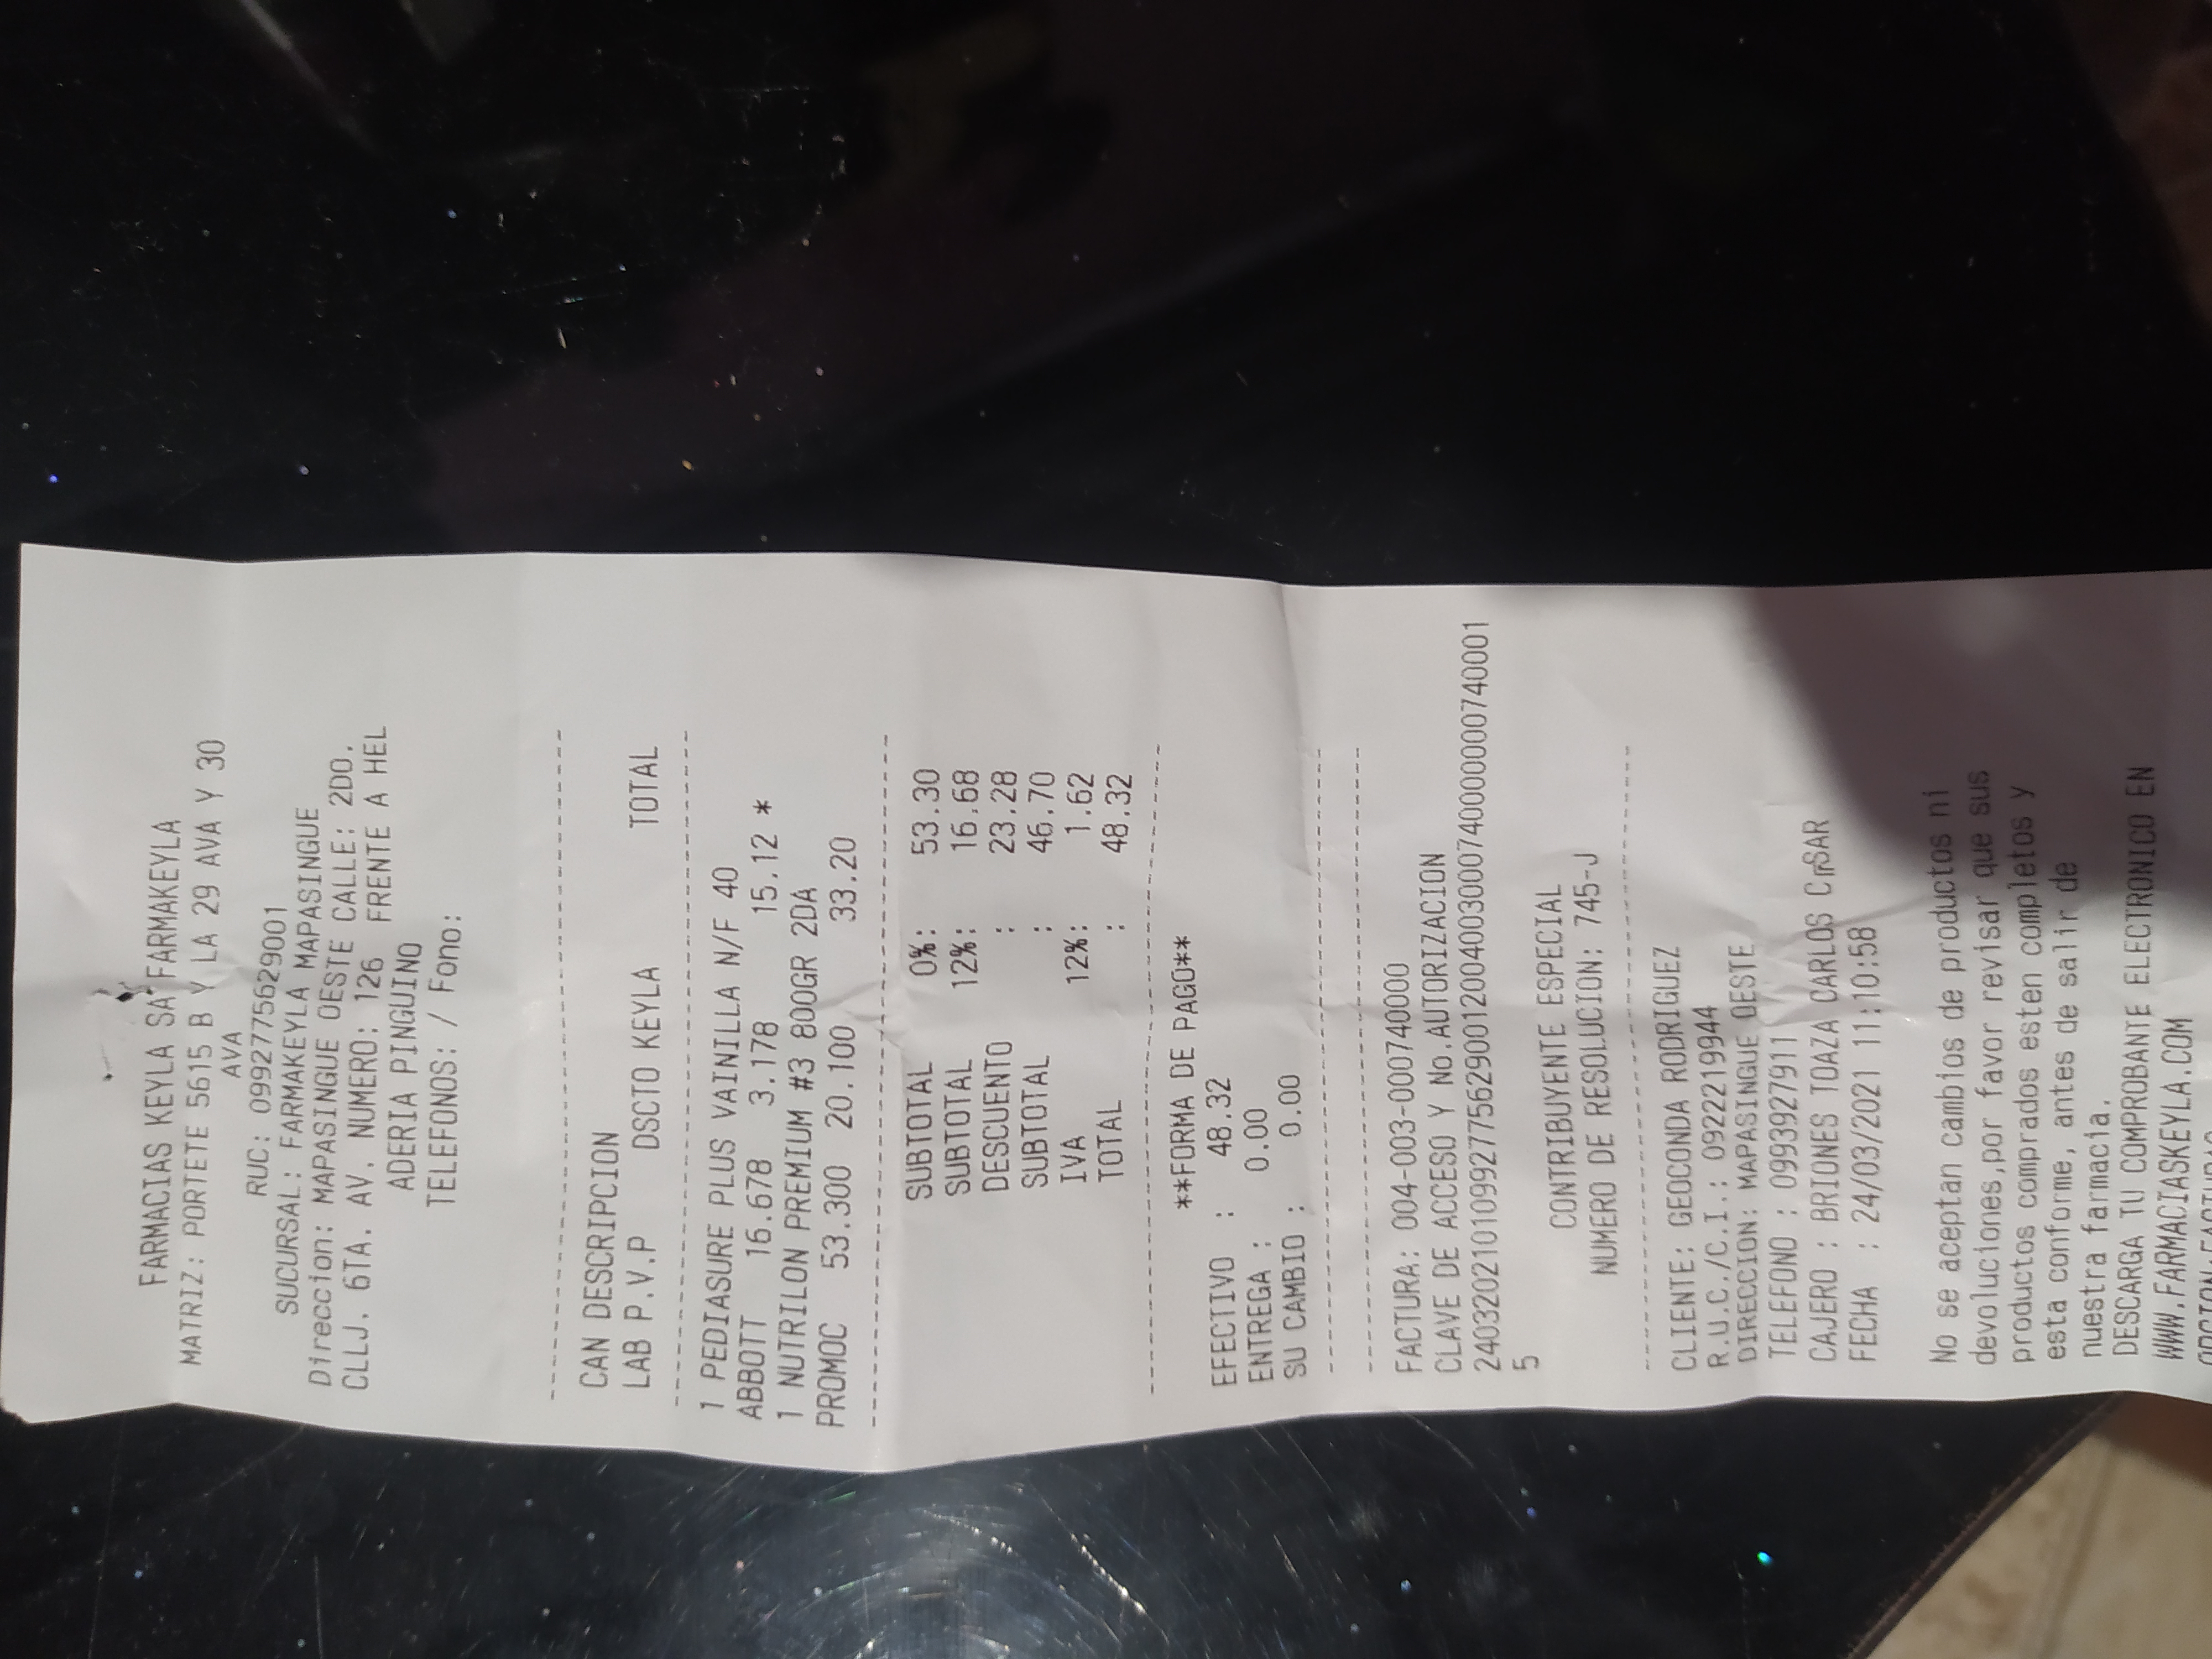 FARMACIAS KEYLA SA FARMAKEYLA
MATRIZ: PORTETE 5615 B Y LA 29 AVA Y 30
AVA
RUC: 0992775629001
SUCURSAL: FARMAKEYLA MAPASINGUE
Direccion: MAPASINGUE OESTE CALLE: 2DO.
CLLJ. 6TA. AV. NUMERO: 126 FRENTE A HEL
ADERIA PINGUINO
TELEFONOS: / Fono:
CAN DESCRIPCION
LAB P.V.P DSCTO KEYLA TOTAL
1 PEDIASURE PLUS VAINILLA N/F 40
ABBOTT 16.678 3.178 15.12 *
1 NUTRILON PREMIUM #3 800GR 2DA
PROMOC 53.300 20.100 33.20
SUBTOTAL 0%: 53.30
SUBTOTAL 12%: 16.68
DESCUENTO : 23.28
SUBTOTAL : 46.70
IVA 12%: 1.62
TOTAL : 48.32
**FORMA DE PAGO**
EFECTIVO : 48.32
ENTREGA : 0.00
SU CAMBIO : 0.00
FACTURA: 004-003-000740000
CLAVE DE ACCESO Y No.AUTORIZACION
240320210109927756290012004003000740000000740001
5
CONTRIBUYENTE ESPECIAL
NUMERO DE RESOLUCION: 745-J
CLIENTE: GEOCONDA RODRIGUEZ
R.U.C./C.I.: 0922219944
DIRECCION: MAPASINGUE OESTE
TELEFONO : 0993927911
CAJERO : BRIONES TOAZA CARLOS C╓SAR
FECHA : 24/03/2021 11:10:58
No se aceptan cambios de productos ni
devoluciones,por favor revisar que sus
productos comprados esten completos y
esta conforme, antes de salir de
nuestra farmacia.
DESCARGA TU COMPROBANTE ELECTRONICO EN
WWW.FARMACIASKEYLA.COM
OPCION:FACTURAS